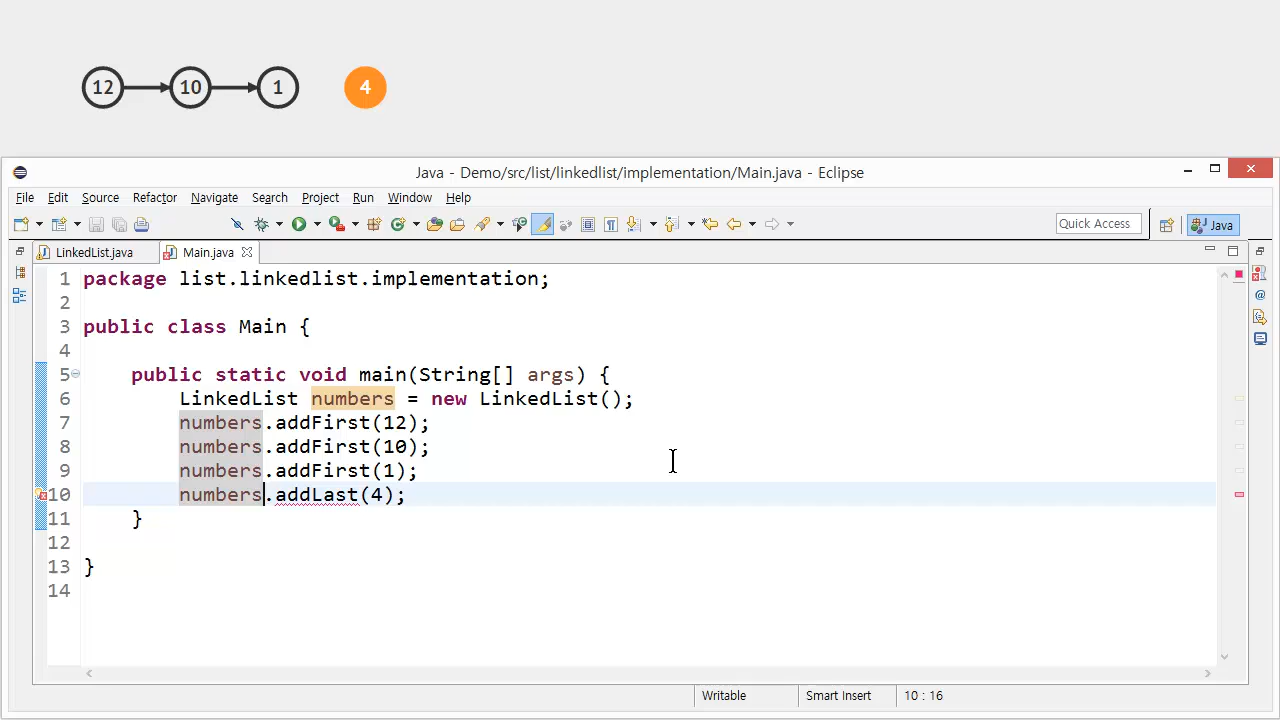 12 10 1 4
Java - Demo/src/list/linkedlist/implementation/Main.java - Eclipse
File Edit Source Refactor Navigate Search Project Run Window Help
Quick Access Java
LinkedList.java Main.java
1 package list.linkedlist.implementation;
2
3 public class Main {
4
5 public static void main(String[] args) {
6 LinkedList numbers = new LinkedList();
7 numbers.addFirst(12);
8 numbers.addFirst(10);
9 numbers.addFirst(1);
10 numbers.addLast(4);
11 }
12
13 }
14
Writable Smart Insert 10 : 16